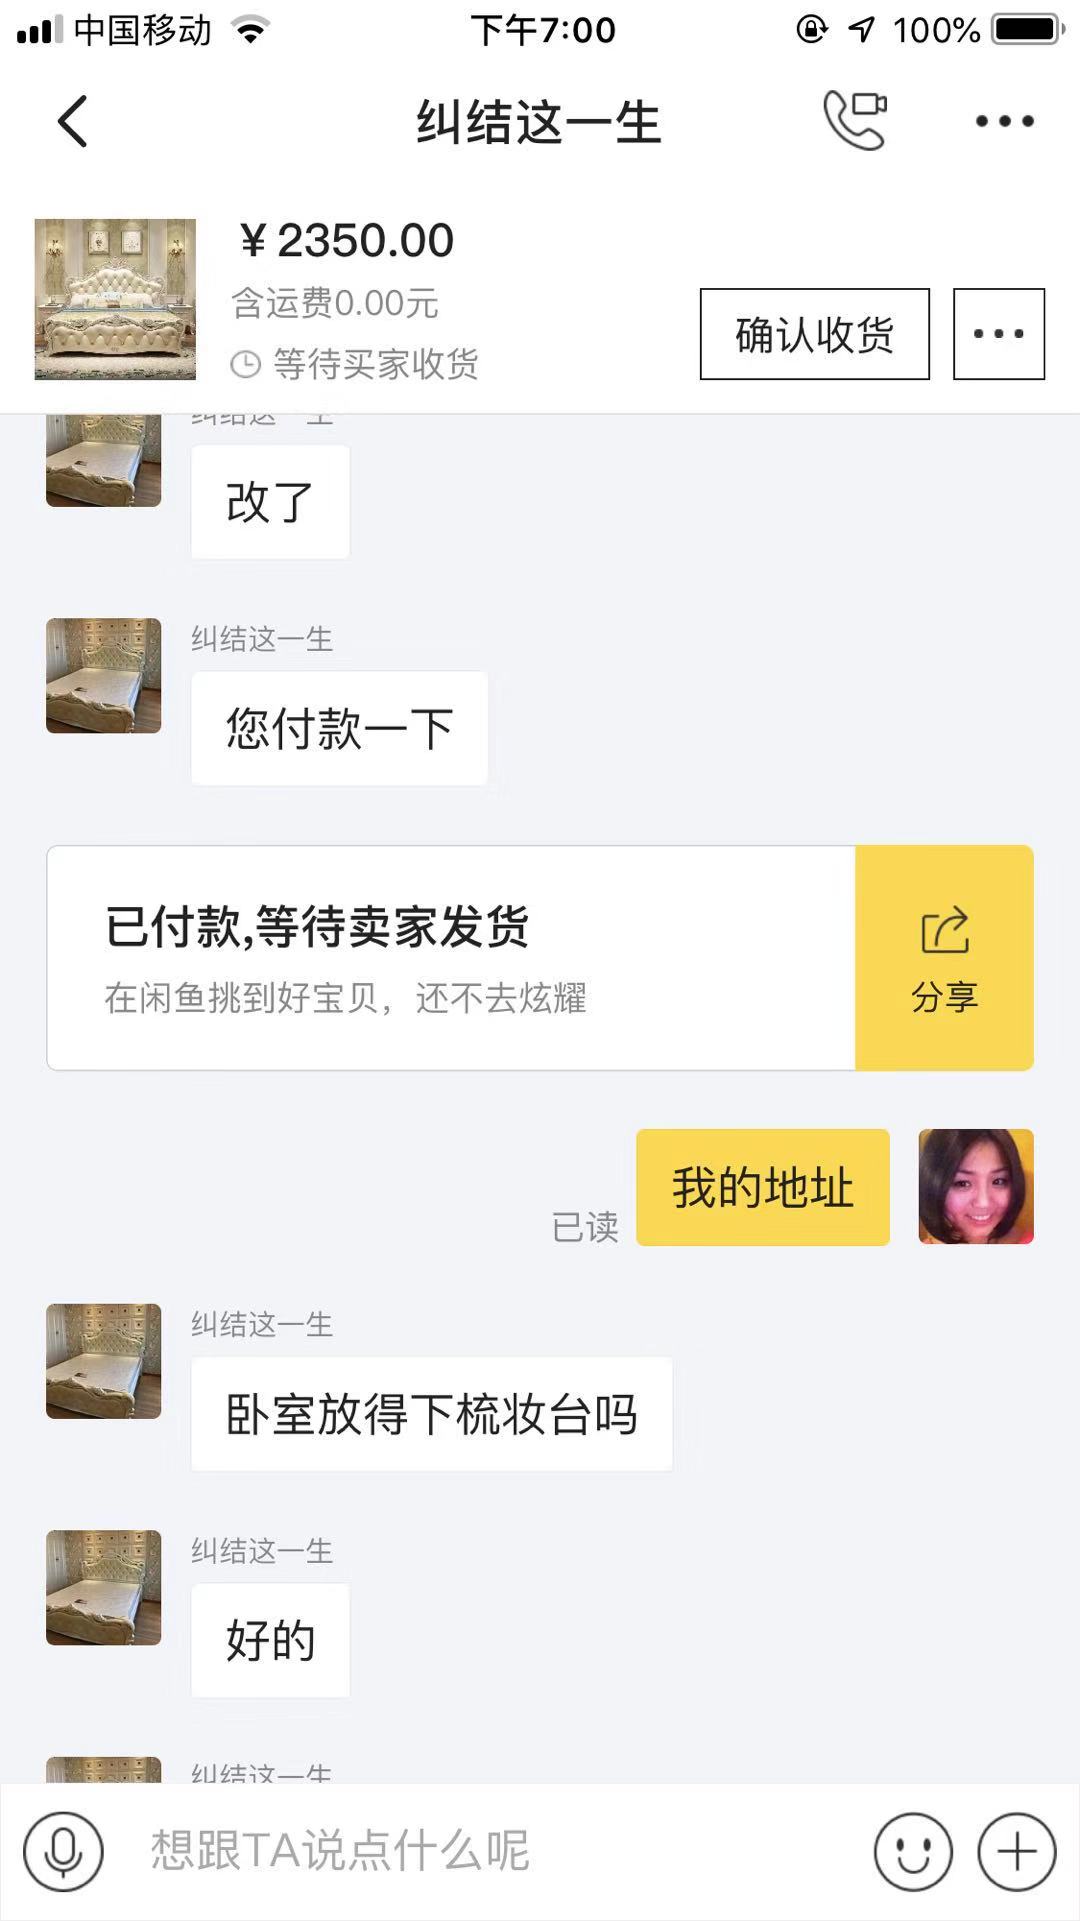 中国移动
下午7:00
100%
纠结这一生
¥2350.00
含运费0.00元
等待买家收货
确认收货
纠结这一生
改了
纠结这一生
您付款一下
已付款,等待卖家发货
在闲鱼挑到好宝贝，还不去炫耀
分享
我的地址
已读
纠结这一生
卧室放得下梳妆台吗
纠结这一生
好的
纠结这一生
想跟TA说点什么呢